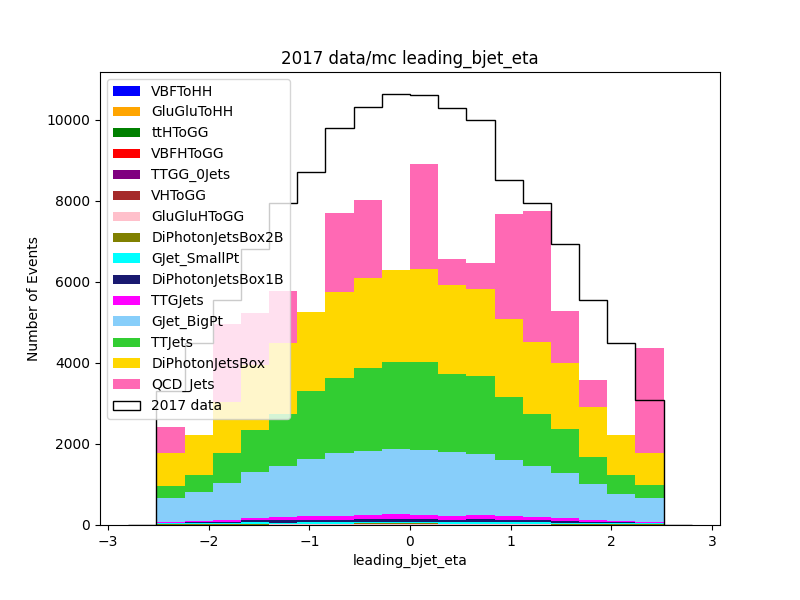 2017 data/mc leading_bjet_eta
Number of Events
10000
8000
6000
4000
2000
0
VBFToHH
GluGluToHH
ttHToGG
VBFHToGG
TTGG_0Jets
VHToGG
GluGluHToGG
DiPhotonJetsBox2B
GJet_SmallPt
DiPhotonJetsBox1B
TTGJets
GJet_BigPt
TTJets
DiPhotonJetsBox
QCD_Jets
2017 data
−3 −2 −1 0 1 2 3
leading_bjet_eta